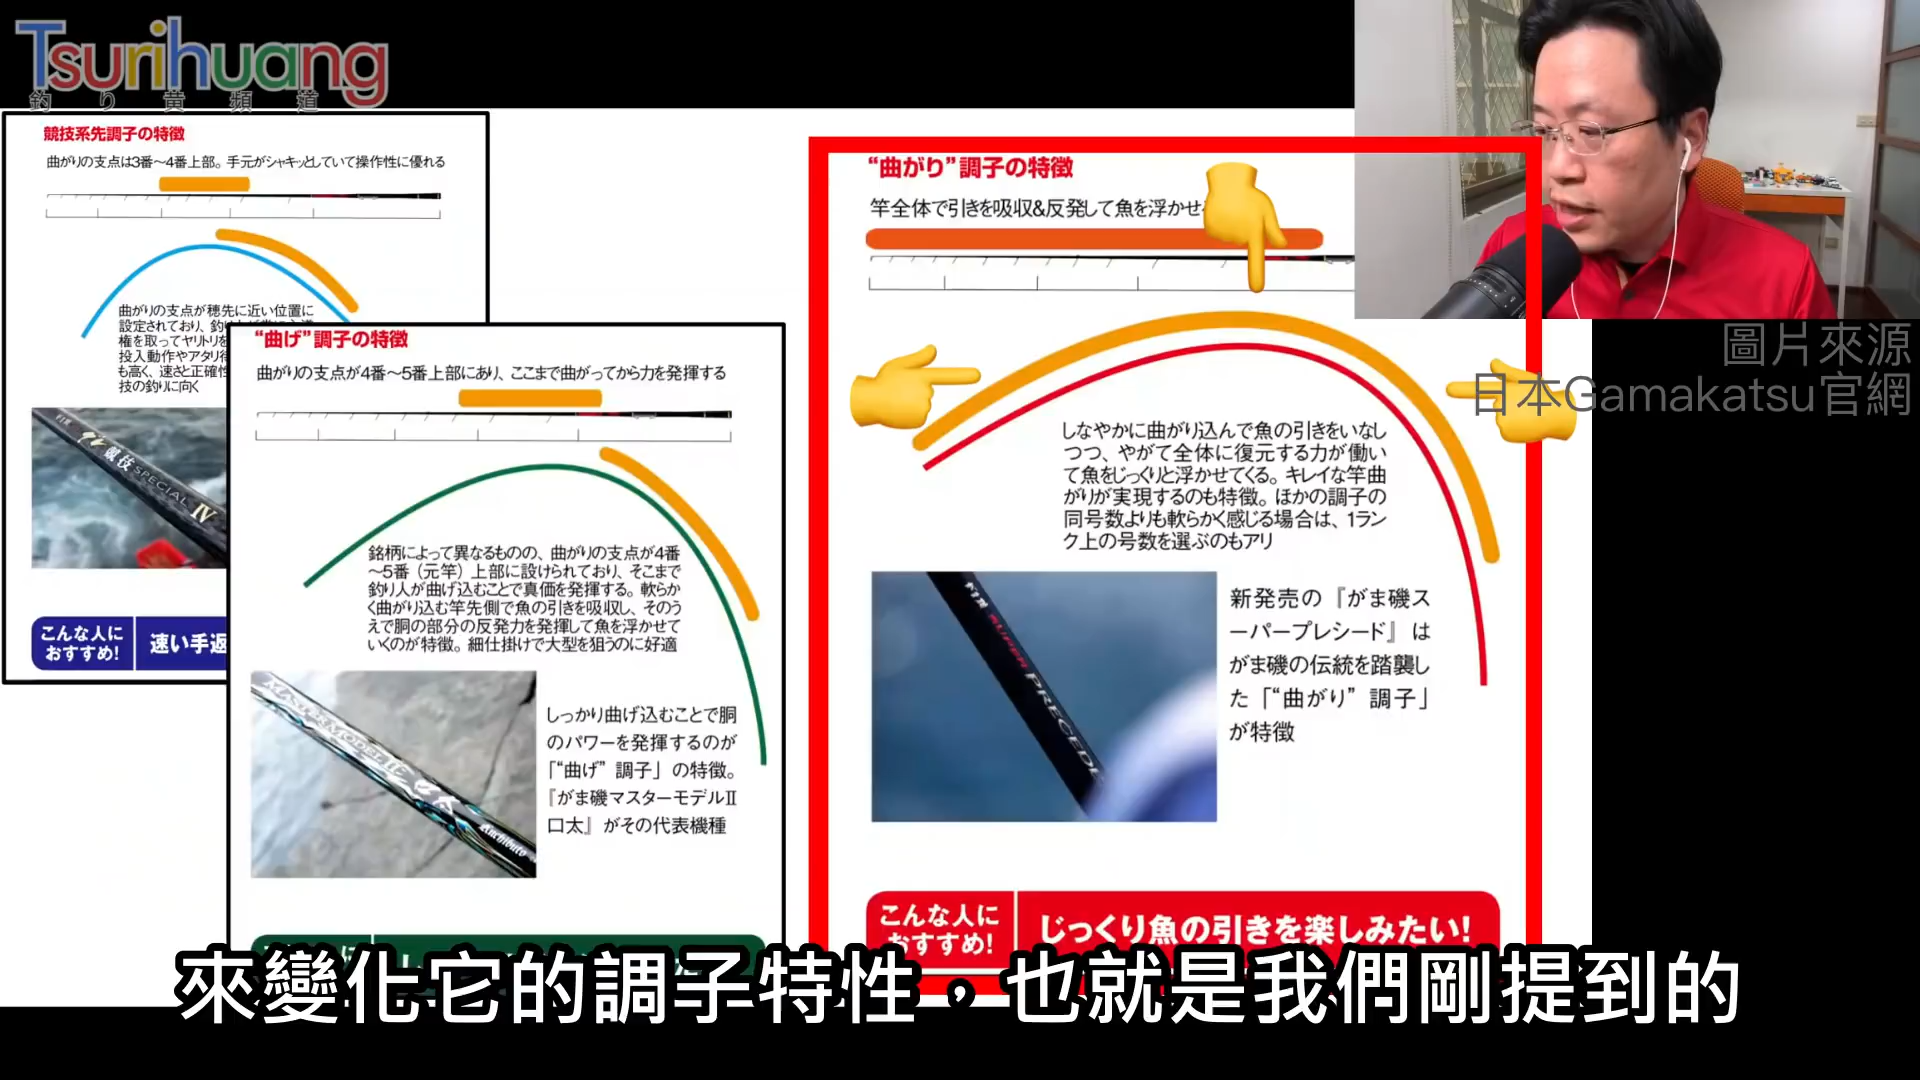 Tsurihuang
釣り黄頻道
競技系先調子の特徴
曲がりの支点は3番〜4番上部。手元がシャキッとしていて操作性に優れる
曲がりの支点が穂先に近い位置に
設定されており、釣り
権を取ってヤリトリを
投入動作やアタリ待
も高く、速さと正確性
技の釣りに向く
競技 SPECIAL IV
こんな人に
おすすめ!
速い手返
“曲げ”調子の特徴
曲がりの支点が4番〜5番上部にあり、ここまで曲がってから力を発揮する
銘柄によって異なるものの、曲がりの支点が4番
〜5番（元竿）上部に設けられており、そこまで
釣り人が曲げ込むことで真価を発揮する。軟らか
く曲がり込む竿先側で魚の引きを吸収し、そのう
えで胴の部分の反発力を発揮して魚を浮かせて
いくのが特徴。細仕掛けで大型を狙うのに好適
MASTERMODEL II 口太
しっかり曲げ込むことで胴
のパワーを発揮するのが
「“曲げ”調子」の特徴。
『がま磯マスターモデルⅡ
口太』がその代表機種
“曲がり”調子の特徴
竿全体で引きを吸収&反発して魚を浮かせ
しなやかに曲がり込んで魚の引きをいなし
つつ、やがて全体に復元する力が働い
て魚をじっくりと浮かせてくる。キレイな竿曲
がりが実現するのも特徴。ほかの調子の
同号数よりも軟らかく感じる場合は、1ラン
ク上の号数を選ぶのもアリ
SUPER PRECED
新発売の『がま磯ス
ーパープレシード』は
がま磯の伝統を踏襲し
た「“曲がり”調子」
が特徴
こんな人に
おすすめ!
じっくり魚の引きを楽しみたい!
圖片來源
日本Gamakatsu官網
來變化它的調子特性，也就是我們剛提到的